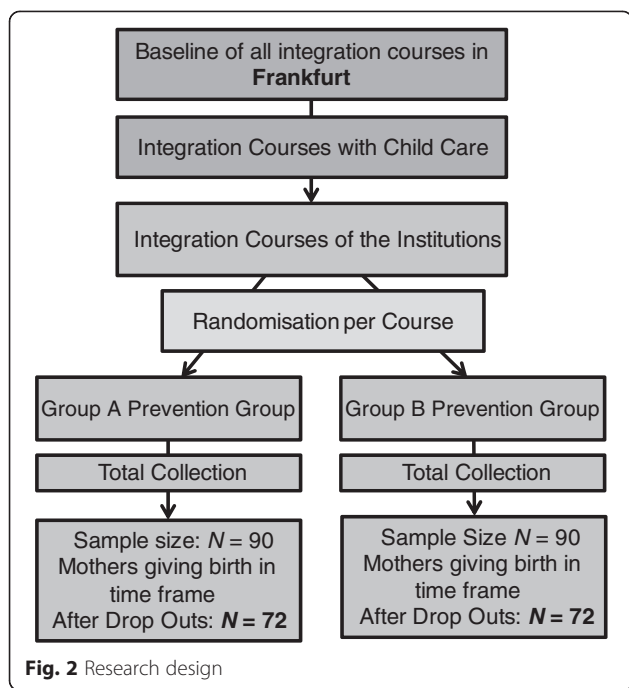 Baseline of all integration courses in
Frankfurt
Integration Courses with Child Care
Integration Courses of the Institutions
Randomisation per Course
Group A Prevention Group
Group B Prevention Group
Total Collection
Total Collection
Sample size: N = 90
Mothers giving birth in
time frame
After Drop Outs: N = 72
Sample Size N = 90
Mothers giving birth in
time frame
After Drop Outs: N = 72
Fig. 2 Research design